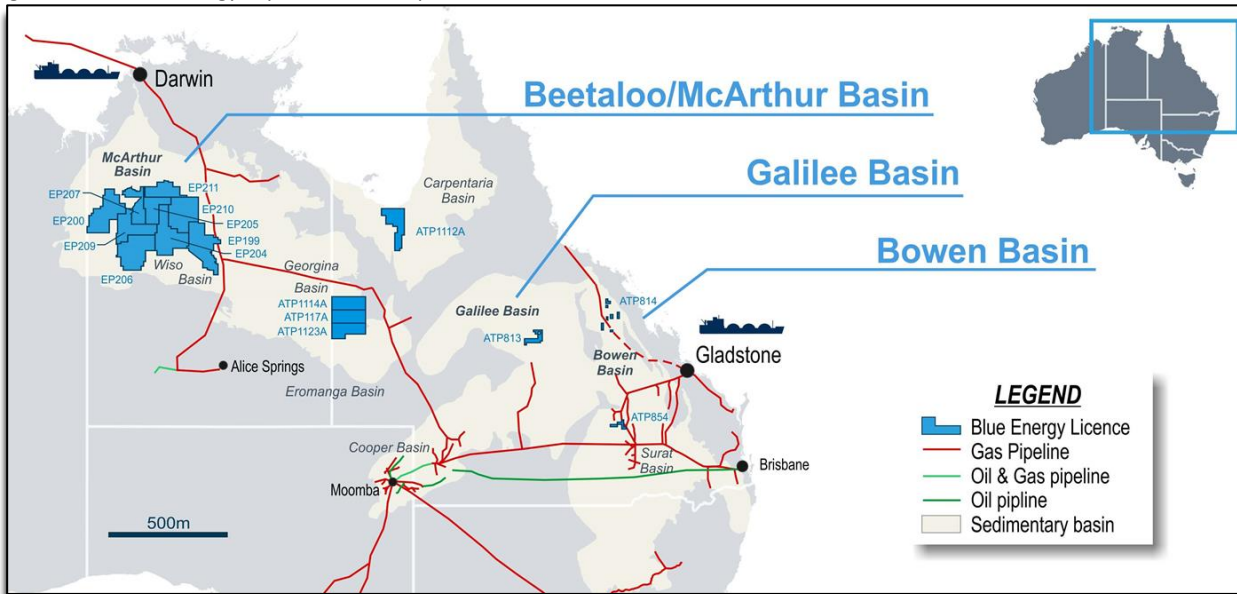 Darwin
Beetaloo/McArthur Basin
Galilee Basin
Bowen Basin
McArthur
Basin
Carpentaria
Basin
EP207
EP211
EP200
EP210
EP205
EP209
EP199
EP204
EP206
Wiso
Basin
ATP1112A
Georgina
Basin
ATP1114A
ATP117A
ATP1123A
Galilee Basin
ATP813
ATP814
Bowen
Basin
Gladstone
Alice Springs
Eromanga Basin
ATP854
Cooper Basin
Surat
Basin
Brisbane
Moomba
500m
LEGEND
Blue Energy Licence
Gas Pipeline
Oil & Gas pipeline
Oil pipline
Sedimentary basin